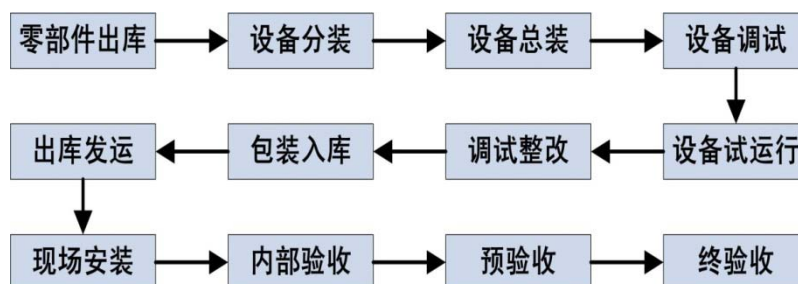 零部件出库 设备分装 设备总装 设备调试
出库发运 包装入库 调试整改 设备试运行
现场安装 内部验收 预验收 终验收